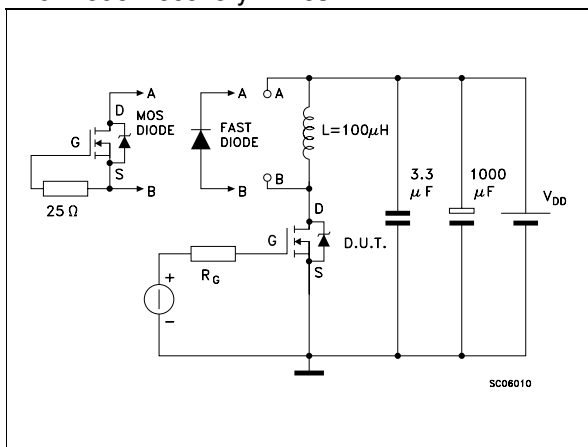 A
D
MOS
DIODE
G
S
B
25 Ω
A
FAST
DIODE
B
A
L=100μH
B
D
G
D.U.T.
S
RG
+
−
3.3
μF
1000
μF
VDD
SC06010